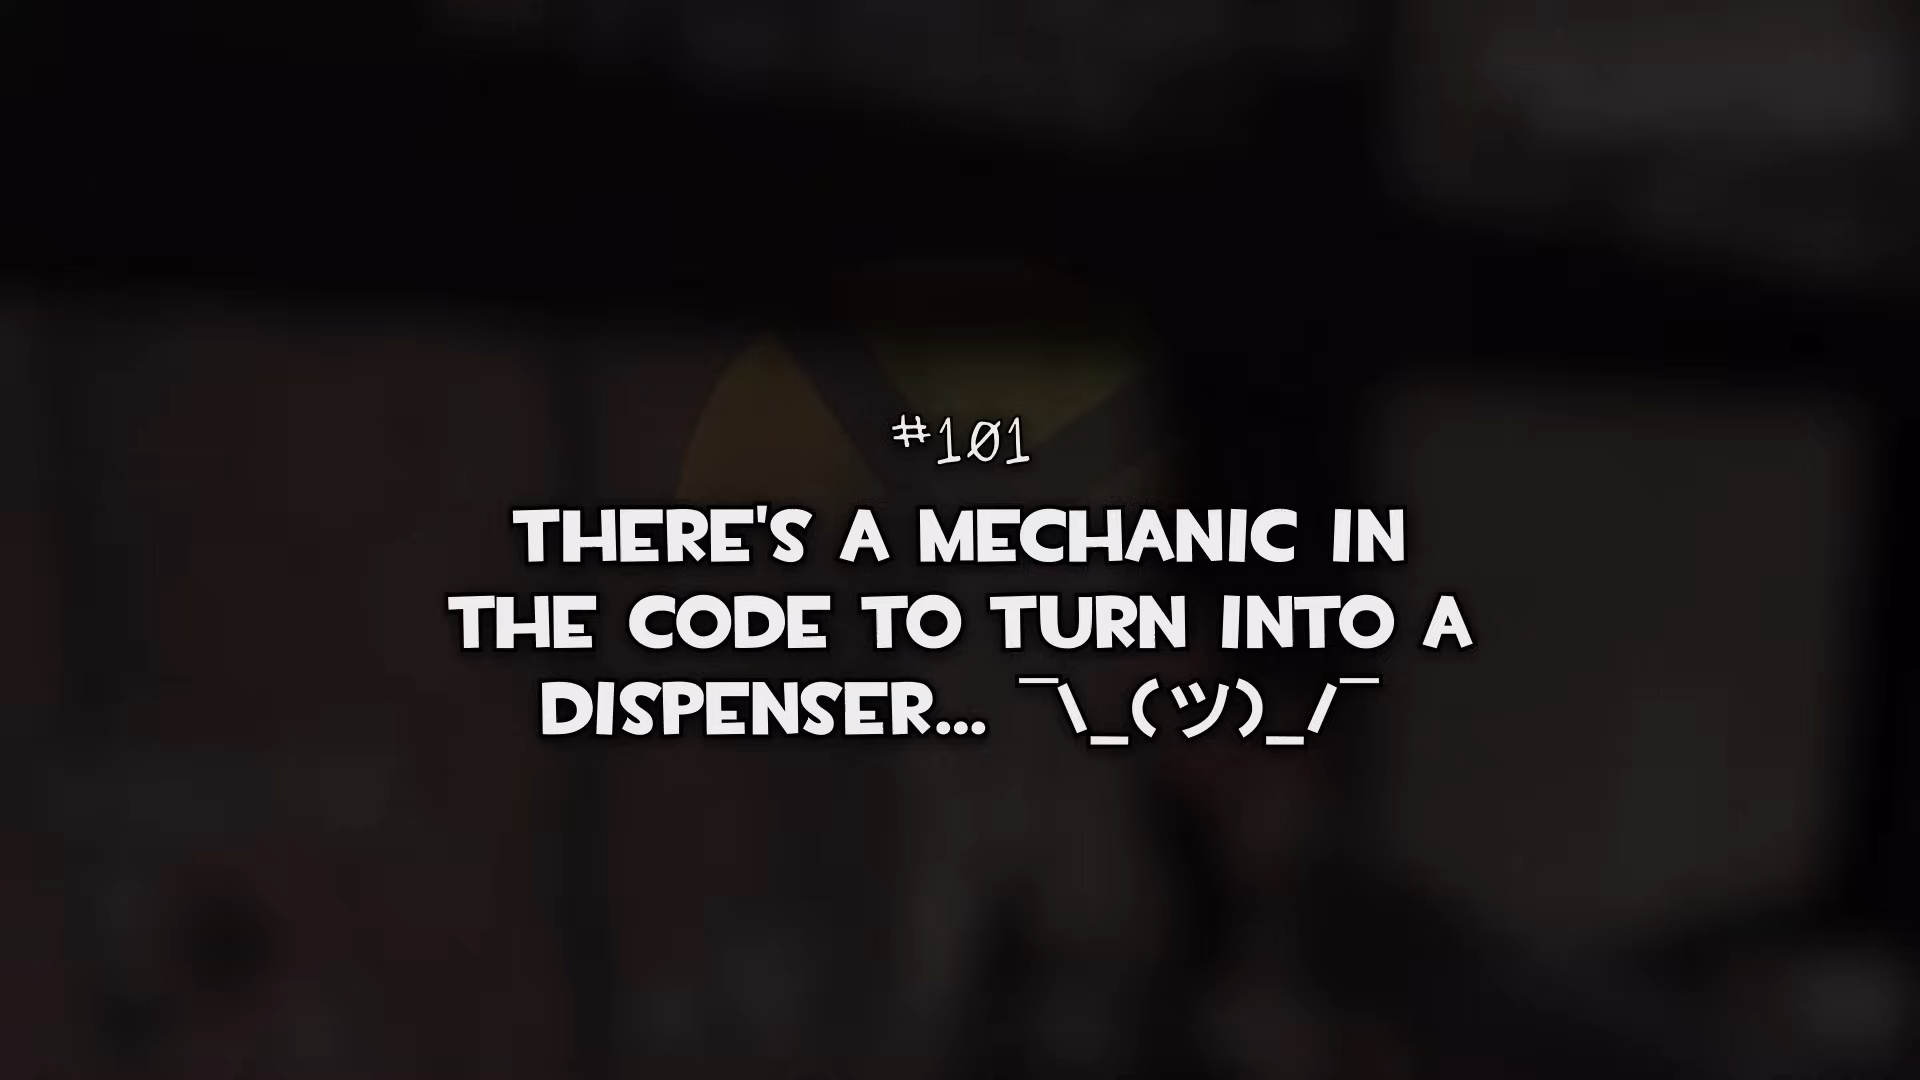 #101
THERE'S A MECHANIC IN
THE CODE TO TURN INTO A
DISPENSER... ¯\_(ツ)_/¯